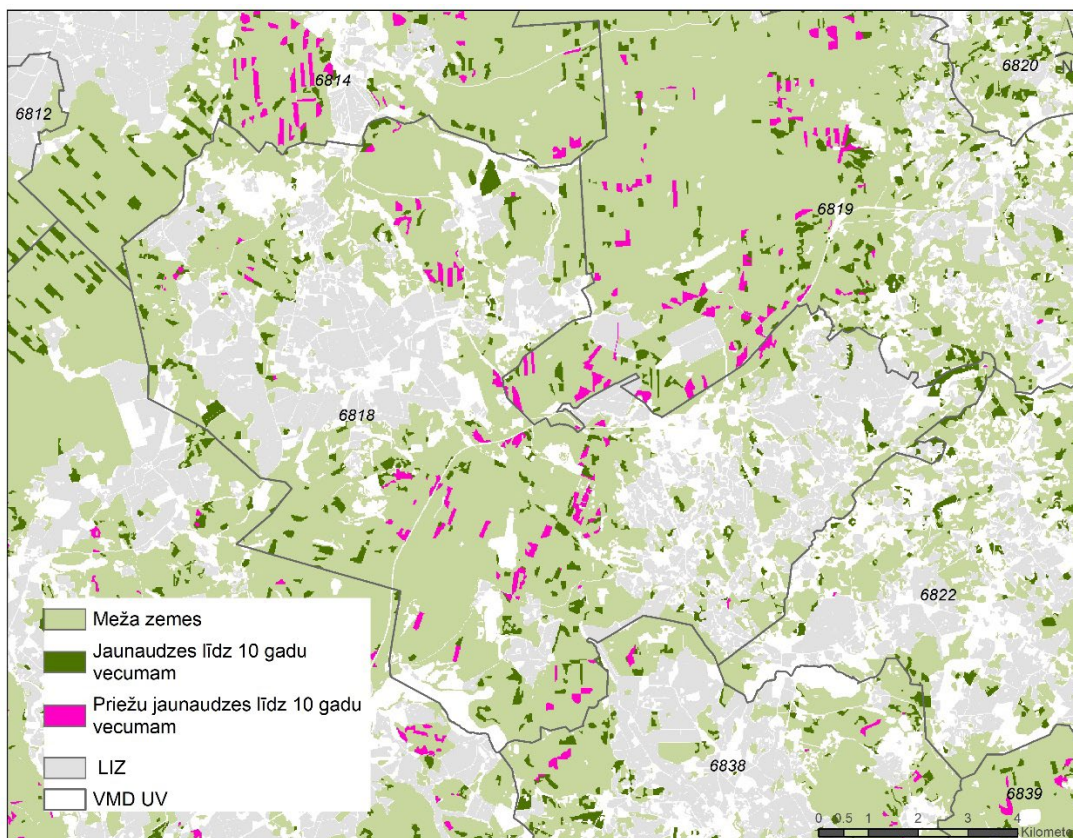 6814
6820
N
6812
6819
6818
6822
6838
6839
Meža zemes
Jaunaudzes līdz 10 gadu
vecumam
Priežu jaunaudzes līdz 10 gadu
vecumam
LIZ
VMD UV
0 0.5 1 2 3 4
Kilomete